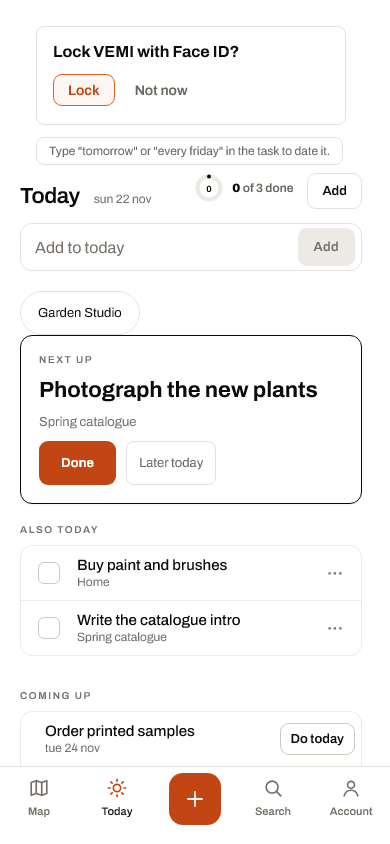 Lock VEMI with Face ID?
Lock
Not now
Type "tomorrow" or "every friday" in the task to date it.
Today
sun 22 nov
0
0 of 3 done
Add
Add to today
Add
Garden Studio
NEXT UP
Photograph the new plants
Spring catalogue
Done
Later today
ALSO TODAY
Buy paint and brushes
Home
Write the catalogue intro
Spring catalogue
COMING UP
Order printed samples
tue 24 nov
Do today
Map
Today
Search
Account